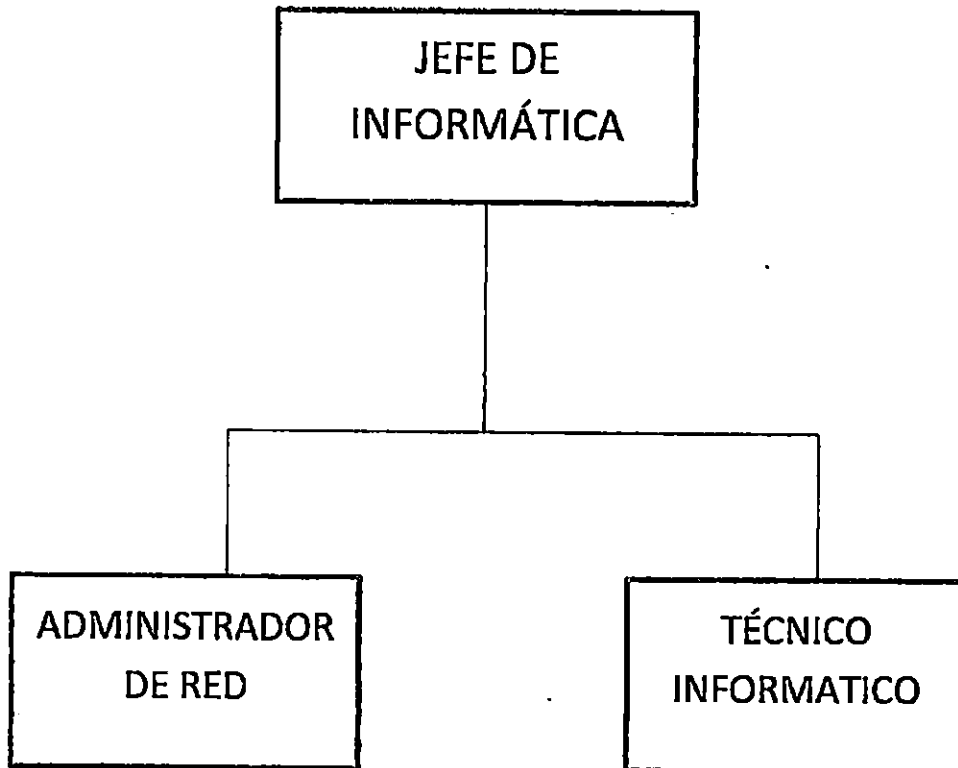 JEFE DE
INFORMÁTICA
ADMINISTRADOR
DE RED
TÉCNICO
INFORMATICO